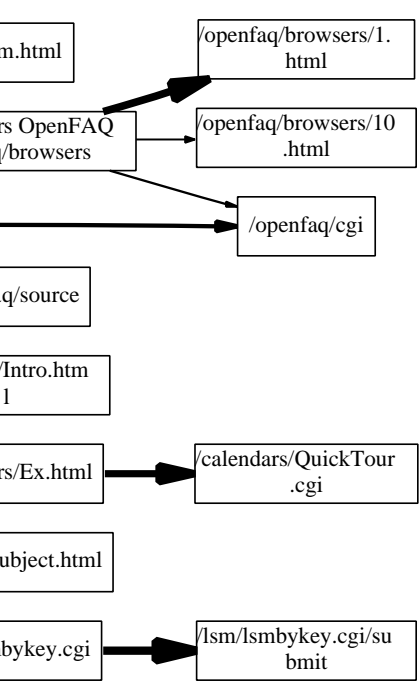 m.html
/openfaq/browsers/1.
html
rs OpenFAQ
q/browsers
/openfaq/browsers/10
.html
/openfaq/cgi
q/source
/Intro.htm
l
rs/Ex.html
/calendars/QuickTour
.cgi
ubject.html
bykey.cgi
/lsm/lsmbykey.cgi/su
bmit